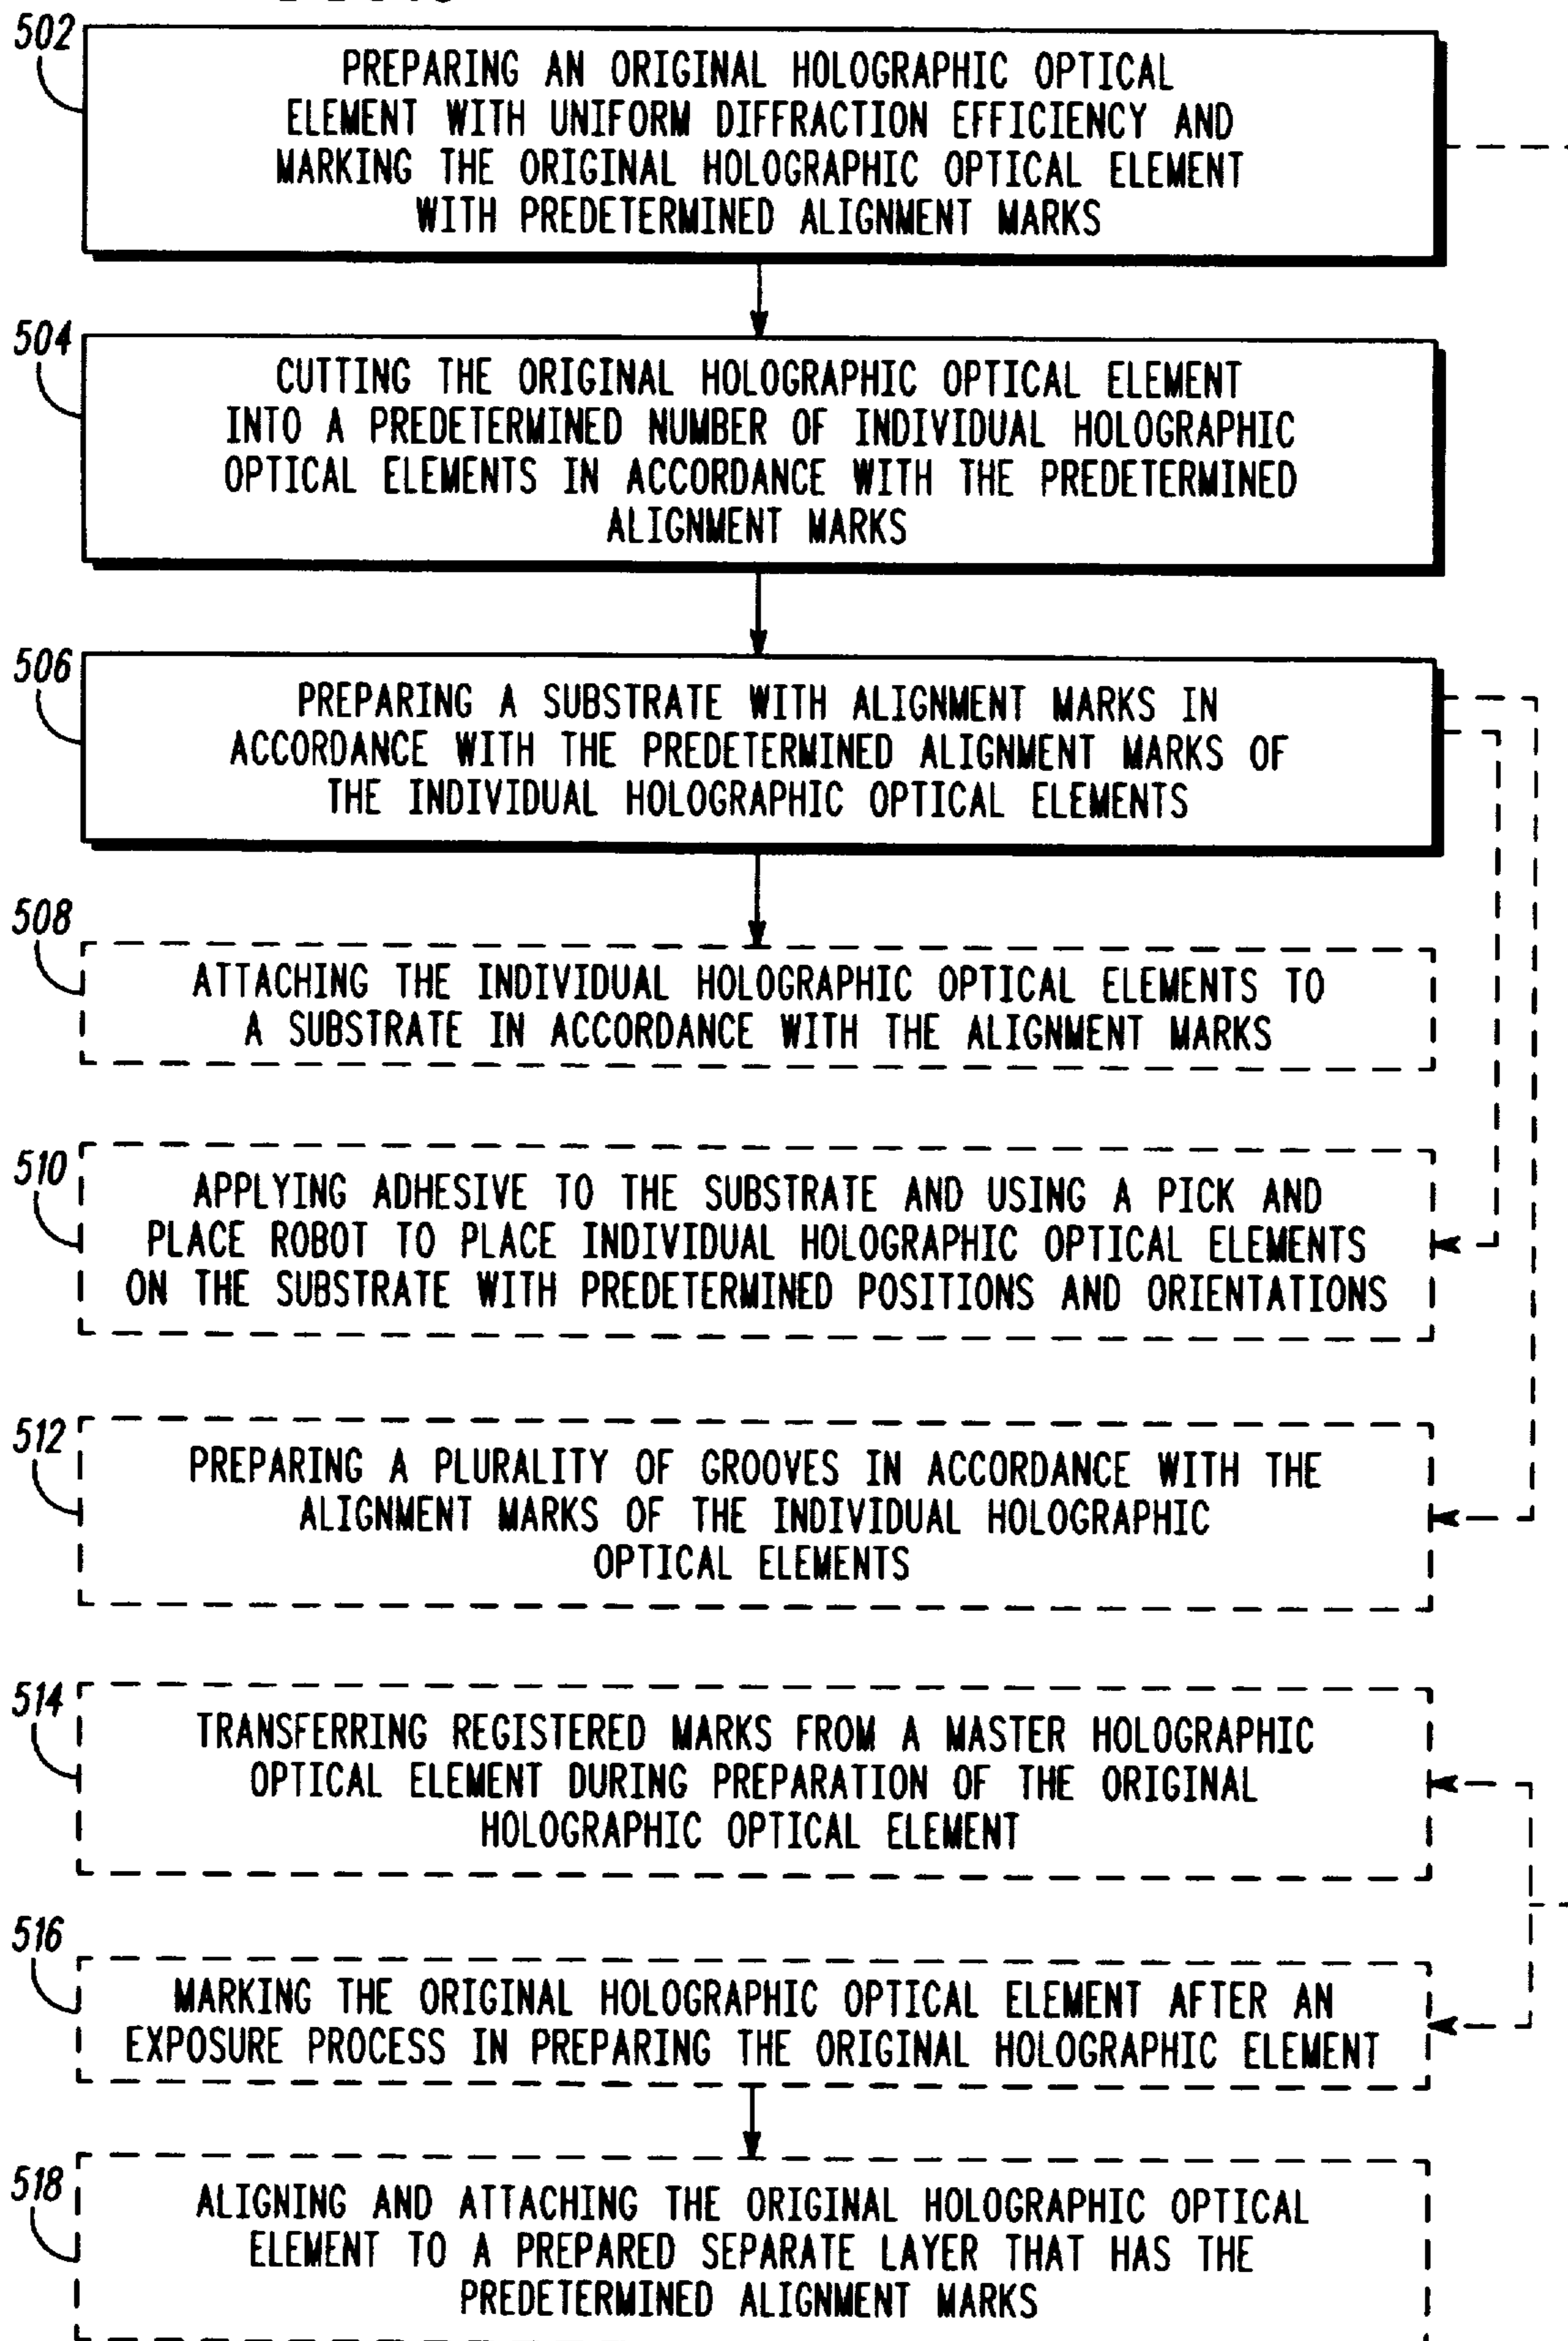 502
PREPARING AN ORIGINAL HOLOGRAPHIC OPTICAL
ELEMENT WITH UNIFORM DIFFRACTION EFFICIENCY AND
MARKING THE ORIGINAL HOLOGRAPHIC OPTICAL ELEMENT
WITH PREDETERMINED ALIGNMENT MARKS
504
CUTTING THE ORIGINAL HOLOGRAPHIC OPTICAL ELEMENT
INTO A PREDETERMINED NUMBER OF INDIVIDUAL HOLOGRAPHIC
OPTICAL ELEMENTS IN ACCORDANCE WITH THE PREDETERMINED
ALIGNMENT MARKS
506
PREPARING A SUBSTRATE WITH ALIGNMENT MARKS IN
ACCORDANCE WITH THE PREDETERMINED ALIGNMENT MARKS OF
THE INDIVIDUAL HOLOGRAPHIC OPTICAL ELEMENTS
508
ATTACHING THE INDIVIDUAL HOLOGRAPHIC OPTICAL ELEMENTS TO
A SUBSTRATE IN ACCORDANCE WITH THE ALIGNMENT MARKS
510
APPLYING ADHESIVE TO THE SUBSTRATE AND USING A PICK AND
PLACE ROBOT TO PLACE INDIVIDUAL HOLOGRAPHIC OPTICAL ELEMENTS
ON THE SUBSTRATE WITH PREDETERMINED POSITIONS AND ORIENTATIONS
512
PREPARING A PLURALITY OF GROOVES IN ACCORDANCE WITH THE
ALIGNMENT MARKS OF THE INDIVIDUAL HOLOGRAPHIC
OPTICAL ELEMENTS
514
TRANSFERRING REGISTERED MARKS FROM A MASTER HOLOGRAPHIC
OPTICAL ELEMENT DURING PREPARATION OF THE ORIGINAL
HOLOGRAPHIC OPTICAL ELEMENT
516
MARKING THE ORIGINAL HOLOGRAPHIC OPTICAL ELEMENT AFTER AN
EXPOSURE PROCESS IN PREPARING THE ORIGINAL HOLOGRAPHIC ELEMENT
518
ALIGNING AND ATTACHING THE ORIGINAL HOLOGRAPHIC OPTICAL
ELEMENT TO A PREPARED SEPARATE LAYER THAT HAS THE
PREDETERMINED ALIGNMENT MARKS